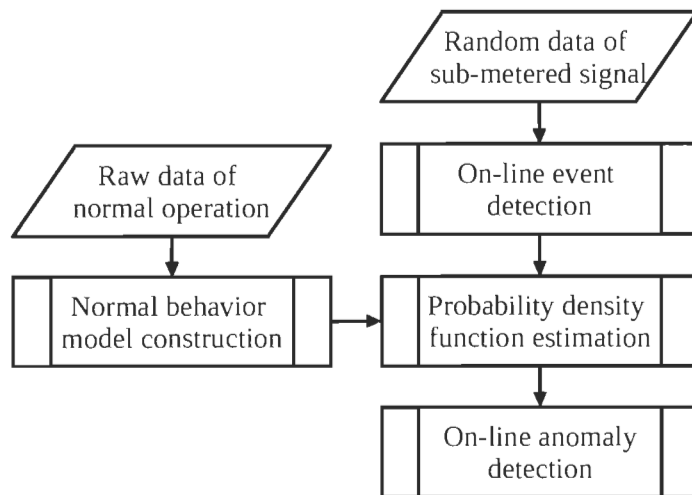 Random data of
sub-metered signal
Raw data of
normal operation
On-line event
detection
Normal behavior
model construction
Probability density
function estimation
On-line anomaly
detection